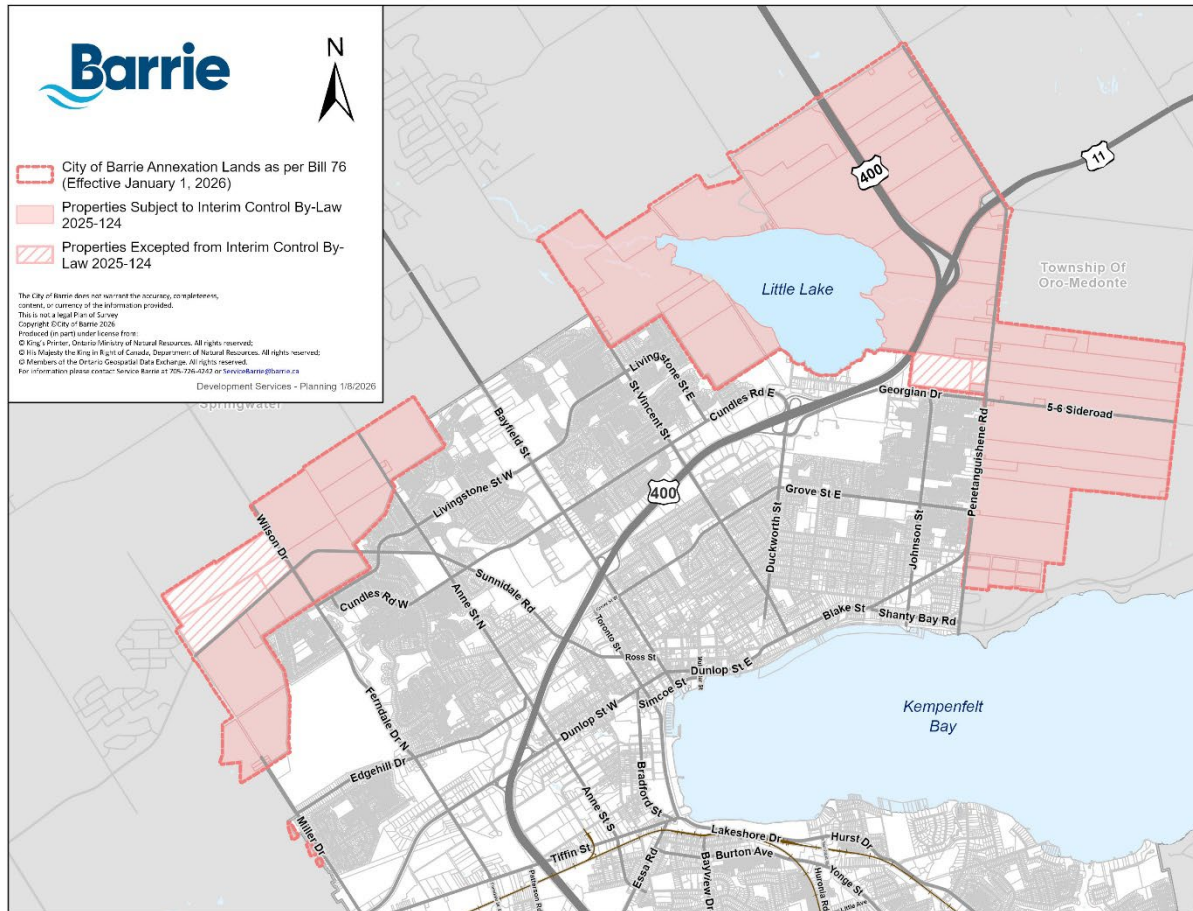 Barrie
N
City of Barrie Annexation Lands as per Bill 76
(Effective January 1, 2026)
Properties Subject to Interim Control By-Law
2025-124
Properties Excepted from Interim Control By-
Law 2025-124
The City of Barrie does not warrant the accuracy, completeness,
content, or currency of the information provided.
This is not a legal Plan of Survey
Copyright ©City of Barrie 2026
Produced (in part) under license from:
© King's Printer, Ontario Ministry of Natural Resources. All rights reserved;
© His Majesty the King in Right of Canada, Department of Natural Resources. All rights reserved;
© Members of the Ontario Geospatial Data Exchange. All rights reserved.
For information please contact Service Barrie at 705-726-4242 or ServiceBarrie@barrie.ca
Development Services - Planning 1/8/2026
Springwater
400
11
Township Of
Oro-Medonte
Little Lake
Livingstone St E
St Vincent St
Cundles Rd E
Georgian Dr
5-6 Sideroad
Penetanguishene Rd
Bayfield St
Livingstone St W
400
Grove St E
Duckworth St
Johnson St
Wilson Dr
Cundles Rd W
Sunnidale Rd
Anne St N
Toronto St
Ross St
Blake St
Shanty Bay Rd
Dunlop St E
Simcoe St
Dunlop St W
Ferndale Dr N
Edgehill Dr
Kempenfelt
Bay
Bradford St
Anne St S
Miller Dr
Tiffin St
Lakeshore Dr
Hurst Dr
Essa Rd
Burton Ave
Bayview Dr
Huronia Rd
Yonge St
Little Ave
Patterson Rd